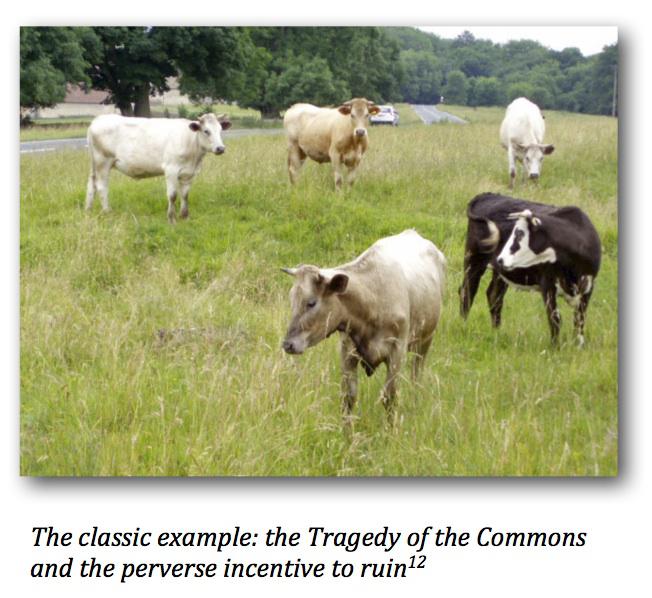 The classic example: the Tragedy of the Commons
and the perverse incentive to ruin12